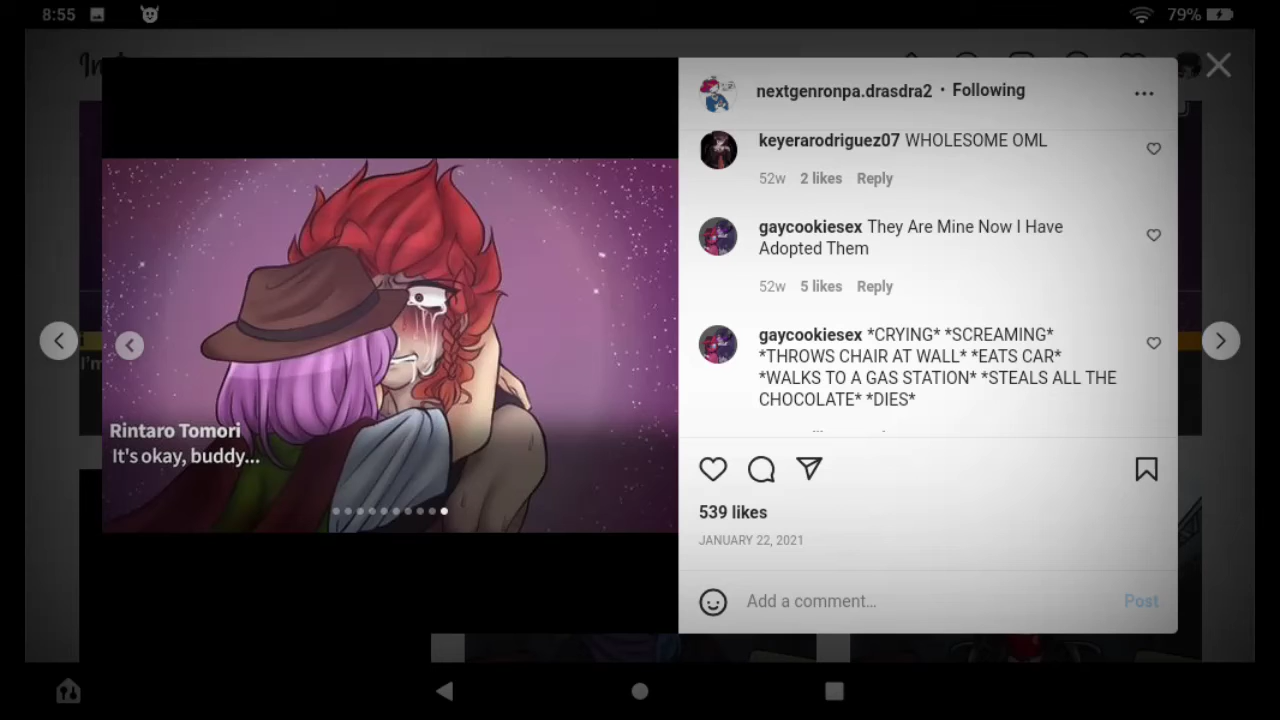 8:55
79%
nextgenronpa.drasdra2 • Following
keyerarodriguez07 WHOLESOME OML
52w 2 likes Reply
gaycookiesex They Are Mine Now I Have
Adopted Them
52w 5 likes Reply
gaycookiesex *CRYING* *SCREAMING*
*THROWS CHAIR AT WALL* *EATS CAR*
*WALKS TO A GAS STATION* *STEALS ALL THE
CHOCOLATE* *DIES*
Rintaro Tomori
It's okay, buddy...
I'm
539 likes
JANUARY 22, 2021
Add a comment...
Post